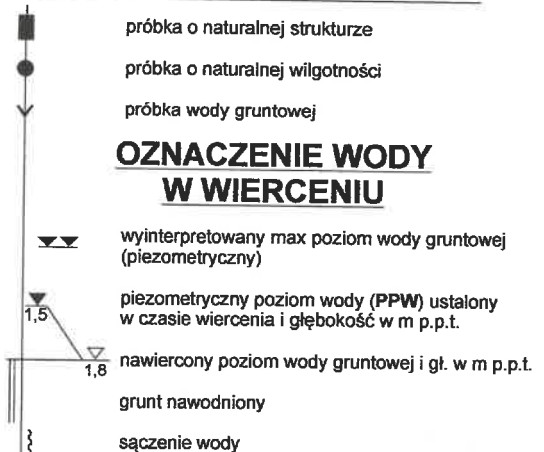 próbka o naturalnej strukturze
próbka o naturalnej wilgotności
próbka wody gruntowej
OZNACZENIE WODY
W WIERCENIU
wyinterpretowany max poziom wody gruntowej
(piezometryczny)
piezometryczny poziom wody (PPW) ustalony
1,5
w czasie wiercenia i głębokość w m p.p.t.
nawiercony poziom wody gruntowej i gł. w m p.p.t.
1,8
grunt nawodniony
sączenie wody